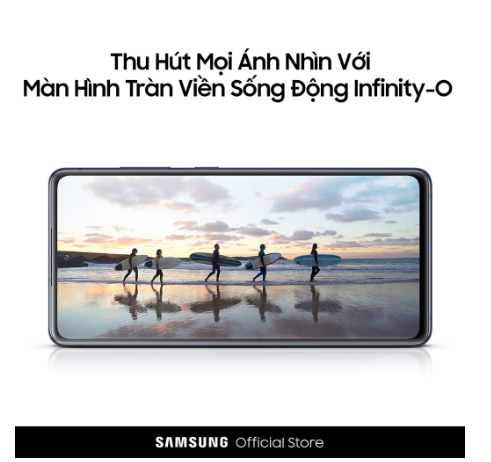 Thu Hút Mọi Ánh Nhìn Với
Màn Hình Tràn Viền Sống Động Infinity-O
SAMSUNG Official Store